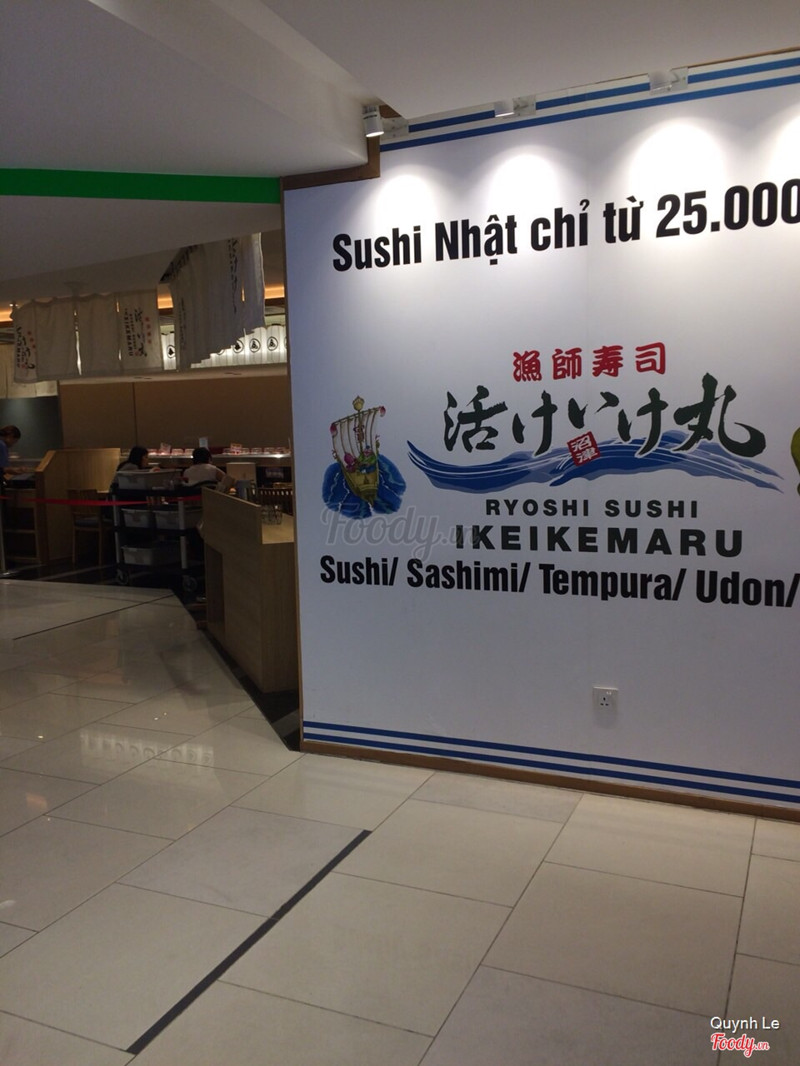 Sushi Nhật chỉ từ 25.000
漁師寿司
活けいけ丸
沼津
RYOSHI SUSHI
IKEIKEMARU
Sushi/ Sashimi/ Tempura/ Udon/
Foody.vn
Quynh Le
Foody.vn